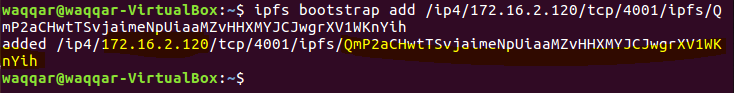 waqqar@waqqar-VirtualBox:~$ ipfs bootstrap add /ip4/172.16.2.120/tcp/4001/ipfs/Q
mP2aCHwtTSvjaimeNpUiaaMZvHHXMYJCJwgrXV1WKnYih
added /ip4/172.16.2.120/tcp/4001/ipfs/QmP2aCHwtTSvjaimeNpUiaaMZvHHXMYJCJwgrXV1WK
nYih
waqqar@waqqar-VirtualBox:~$